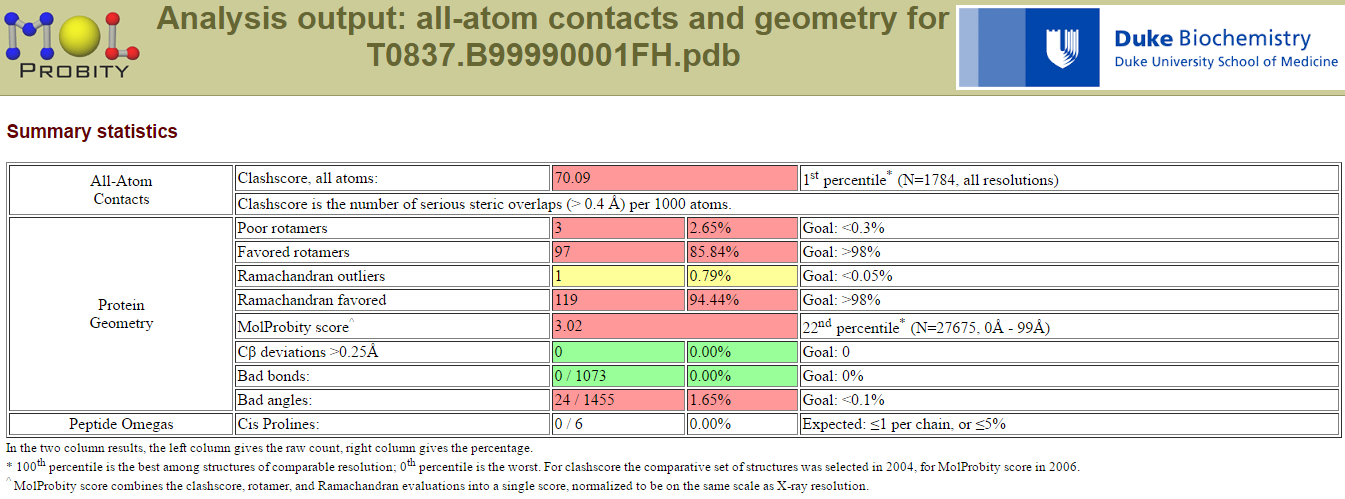 MOL
PROBITY
Analysis output: all-atom contacts and geometry for
T0837.B99990001FH.pdb
Duke Biochemistry
Duke University School of Medicine
Summary statistics
All-Atom
Contacts
Clashscore, all atoms: 70.09 1st percentile* (N=1784, all resolutions)
Clashscore is the number of serious steric overlaps (> 0.4 Å) per 1000 atoms.
Protein
Geometry
Poor rotamers 3 2.65% Goal: <0.3%
Favored rotamers 97 85.84% Goal: >98%
Ramachandran outliers 1 0.79% Goal: <0.05%
Ramachandran favored 119 94.44% Goal: >98%
MolProbity score^ 3.02 22nd percentile* (N=27675, 0Å - 99Å)
Cβ deviations >0.25Å 0 0.00% Goal: 0
Bad bonds: 0 / 1073 0.00% Goal: 0%
Bad angles: 24 / 1455 1.65% Goal: <0.1%
Peptide Omegas Cis Prolines: 0 / 6 0.00% Expected: ≤1 per chain, or ≤5%
In the two column results, the left column gives the raw count, right column gives the percentage.
* 100th percentile is the best among structures of comparable resolution; 0th percentile is the worst. For clashscore the comparative set of structures was selected in 2004, for MolProbity score in 2006.
^ MolProbity score combines the clashscore, rotamer, and Ramachandran evaluations into a single score, normalized to be on the same scale as X-ray resolution.